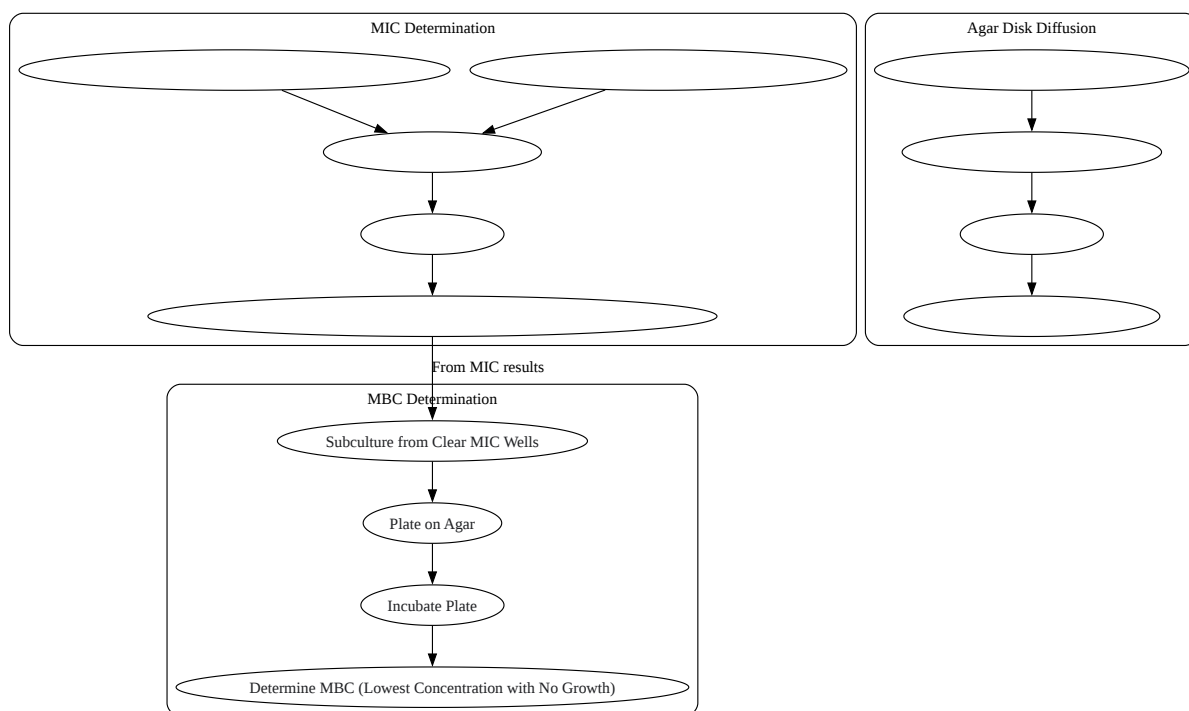 MIC Determination
Agar Disk Diffusion
From MIC results
MBC Determination
Subculture from Clear MIC Wells
Plate on Agar
Incubate Plate
Determine MBC (Lowest Concentration with No Growth)